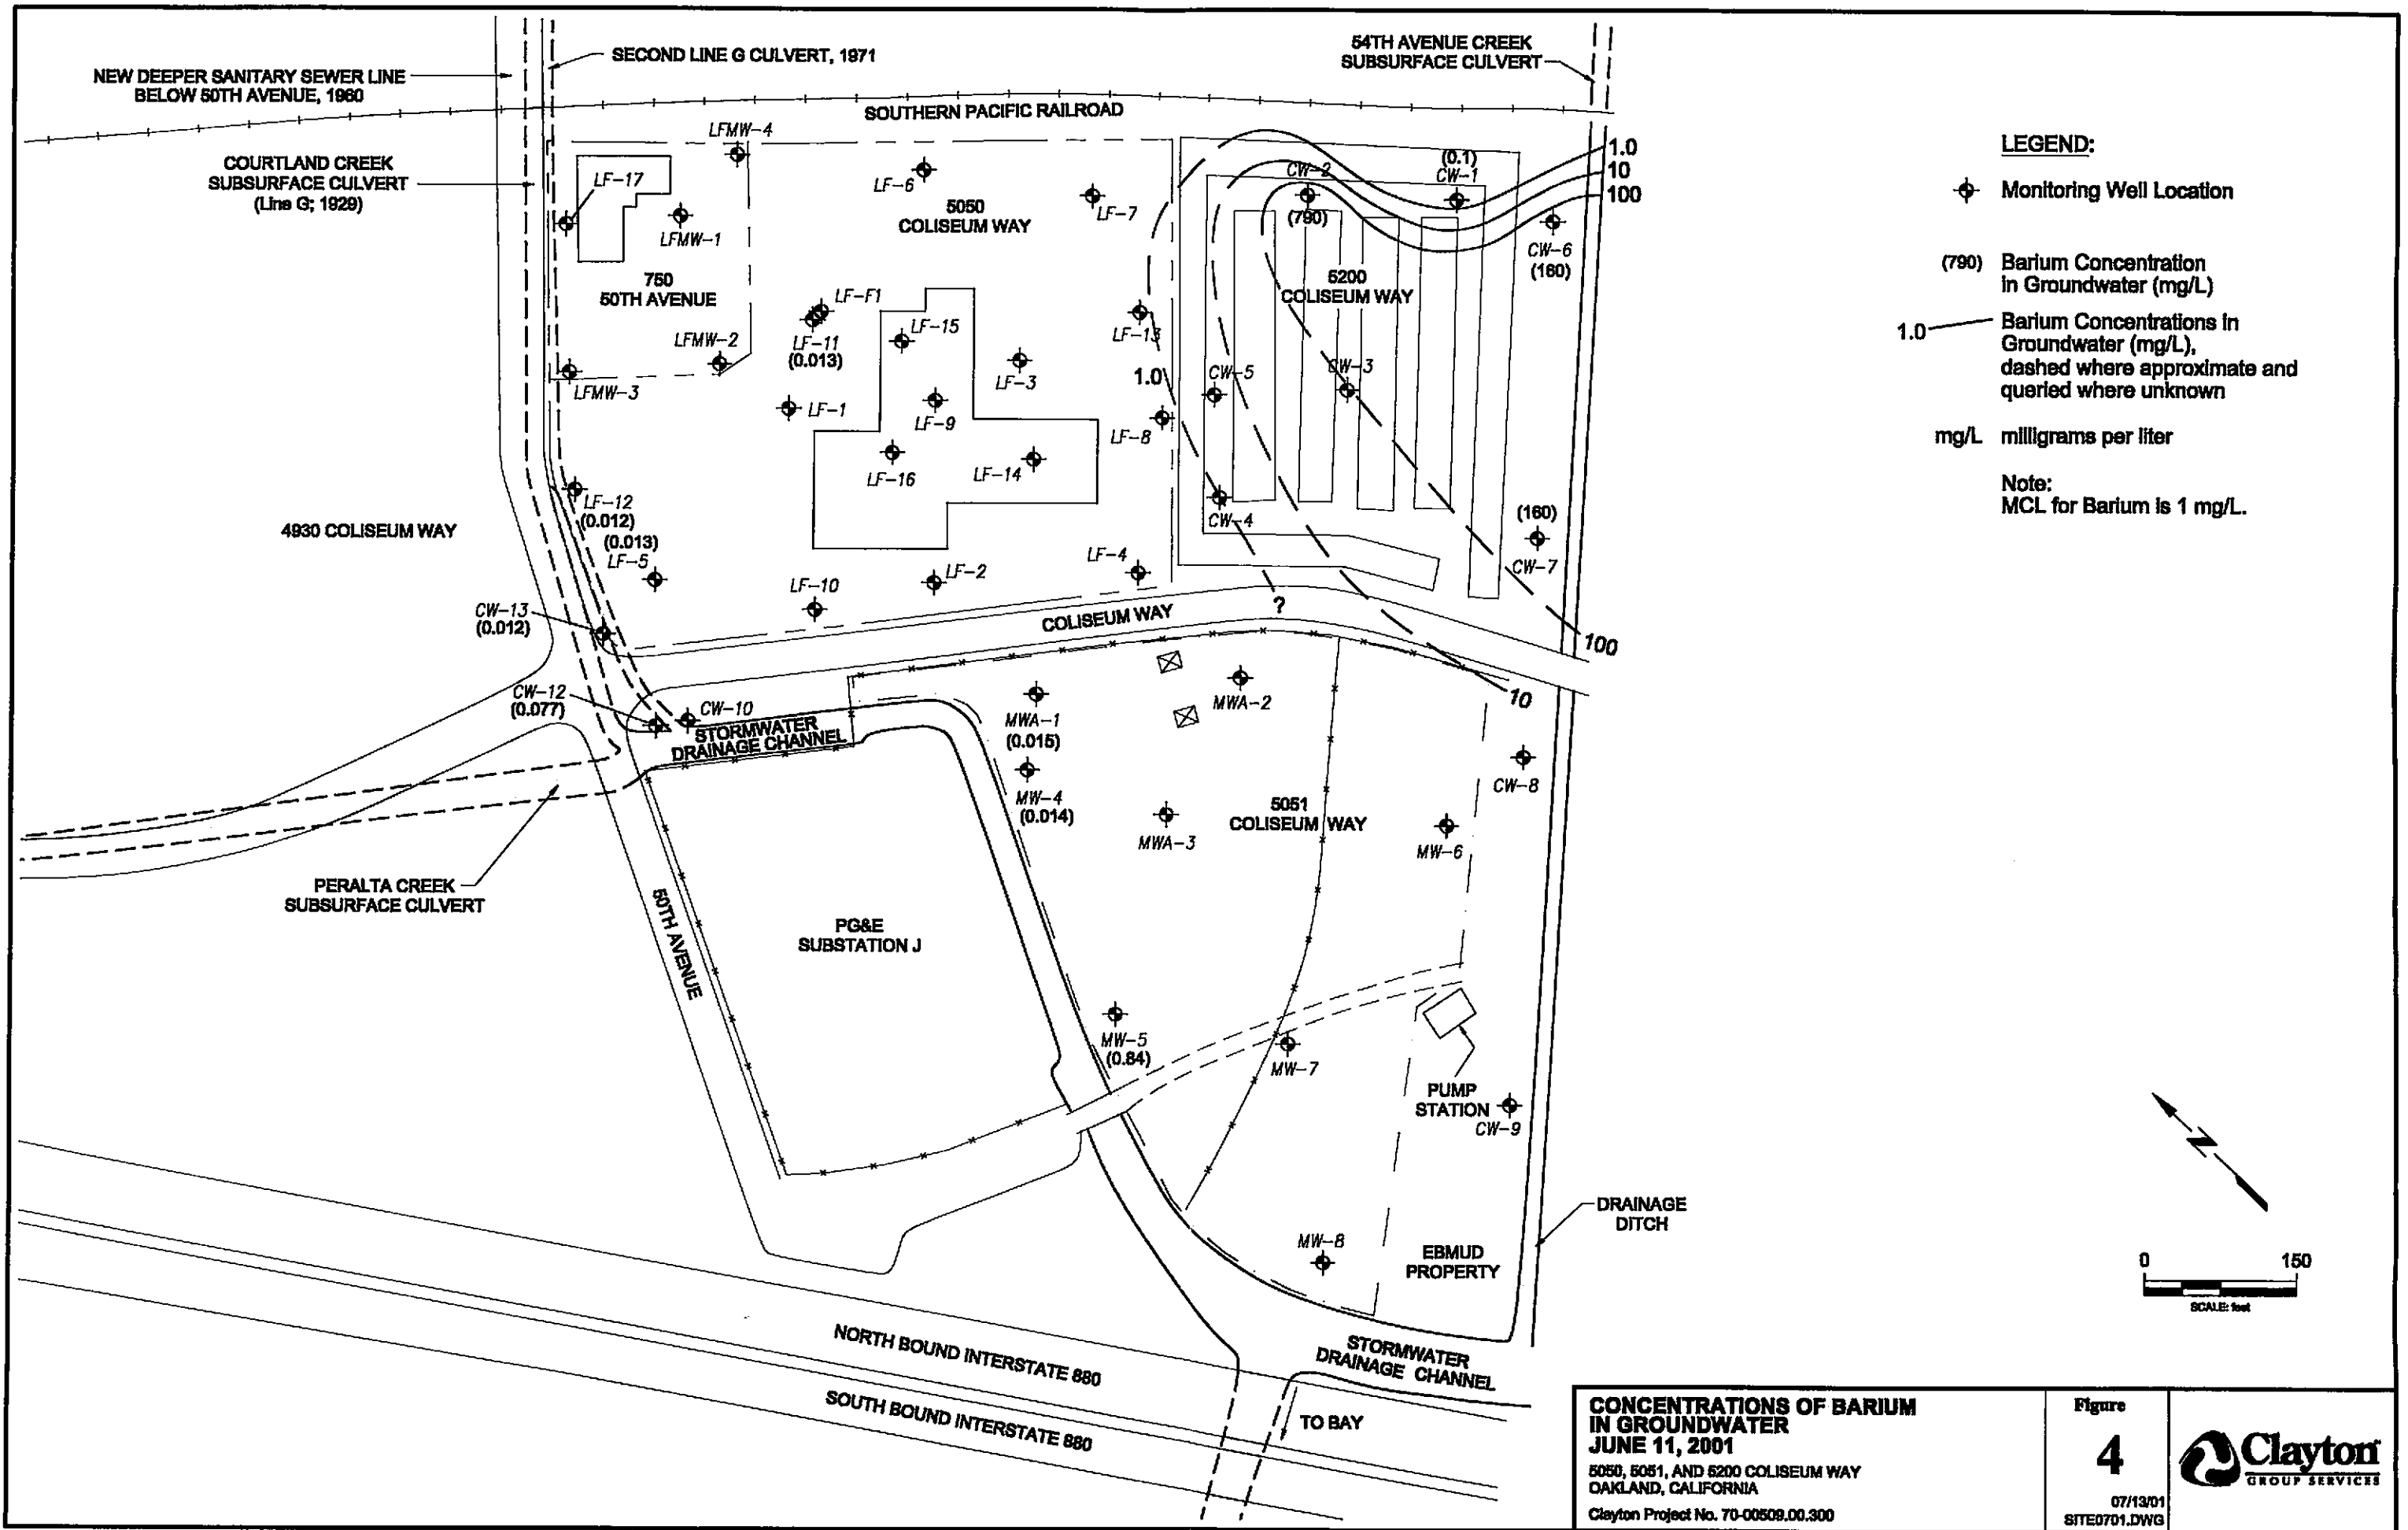 SECOND LINE G CULVERT, 1971
NEW DEEPER SANITARY SEWER LINE
BELOW 50TH AVENUE, 1960
54TH AVENUE CREEK
SUBSURFACE CULVERT
SOUTHERN PACIFIC RAILROAD
COURTLAND CREEK
SUBSURFACE CULVERT
(Line G; 1929)
LFMW-4
LF-17
LFMW-1
LF-6
LF-7
5050
COLISEUM WAY
CW-2
(790)
(0.1)
CW-1
1.0
10
100
CW-6
(160)
750
50TH AVENUE
5200
COLISEUM WAY
LF-F1
LF-11
(0.013)
LF-15
LFMW-2
LFMW-3
LF-3
LF-13
1.0
CW-5
CW-3
LF-1
LF-9
LF-8
LF-16
LF-14
CW-4
(160)
CW-7
LF-12
(0.012)
(0.013)
LF-5
4930 COLISEUM WAY
LF-4
LF-2
LF-10
CW-13
(0.012)
COLISEUM WAY
?
100
10
CW-12
(0.077)
CW-10
STORMWATER
DRAINAGE CHANNEL
MWA-1
(0.015)
MWA-2
MW-4
(0.014)
MWA-3
5051
COLISEUM WAY
CW-8
MW-6
PERALTA CREEK
SUBSURFACE CULVERT
50TH AVENUE
PG&E
SUBSTATION J
MW-5
(0.84)
MW-7
PUMP
STATION
CW-9
DRAINAGE
DITCH
MW-8
EBMUD
PROPERTY
NORTH BOUND INTERSTATE 880
SOUTH BOUND INTERSTATE 880
STORMWATER
DRAINAGE CHANNEL
TO BAY
LEGEND:
Monitoring Well Location
(790) Barium Concentration
in Groundwater (mg/L)
1.0 Barium Concentrations in
Groundwater (mg/L),
dashed where approximate and
queried where unknown
mg/L milligrams per liter
Note:
MCL for Barium is 1 mg/L.
N
0 150
SCALE: feet
CONCENTRATIONS OF BARIUM
IN GROUNDWATER
JUNE 11, 2001
5050, 5051, AND 5200 COLISEUM WAY
OAKLAND, CALIFORNIA
Clayton Project No. 70-00509.00.300
Figure
4
07/13/01
SITE0701.DWG
Clayton
GROUP SERVICES